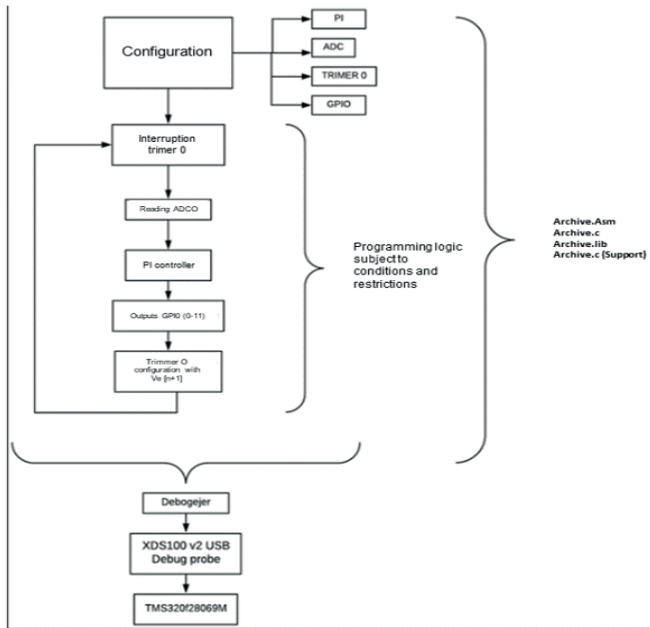 Configuration
PI
ADC
TRIMER 0
GPIO
Interruption
trimer 0
Reading ADCO
PI controller
Outputs GPI0 (0-11)
Trimmer O
configuration with
Ve [n+1]
Programming logic
subject to
conditions and
restrictions
Archive.Asm
Archive.c
Archive.lib
Archive.c (Support)
Debogejer
XDS100 v2 USB
Debug probe
TMS320f28069M